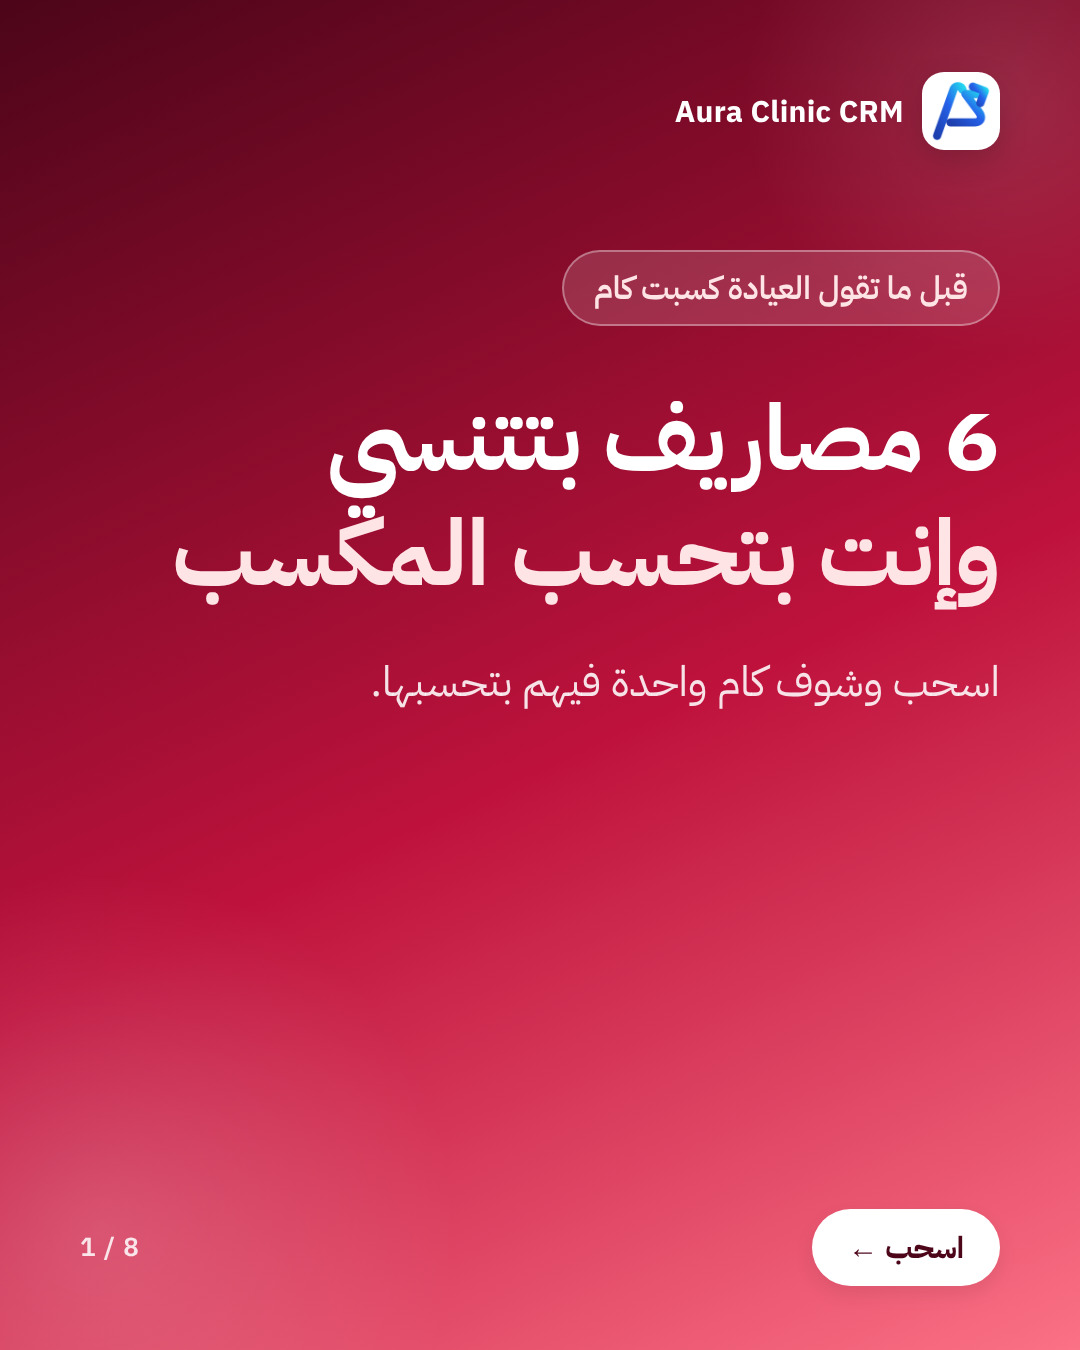 Aura Clinic CRM
قبل ما تقول العيادة كسبت كام
6 مصاريف بتتنسي
وإنت بتحسب المكسب
اسحب وشوف كام واحدة فيهم بتحسبها.
اسحب ←
1 / 8